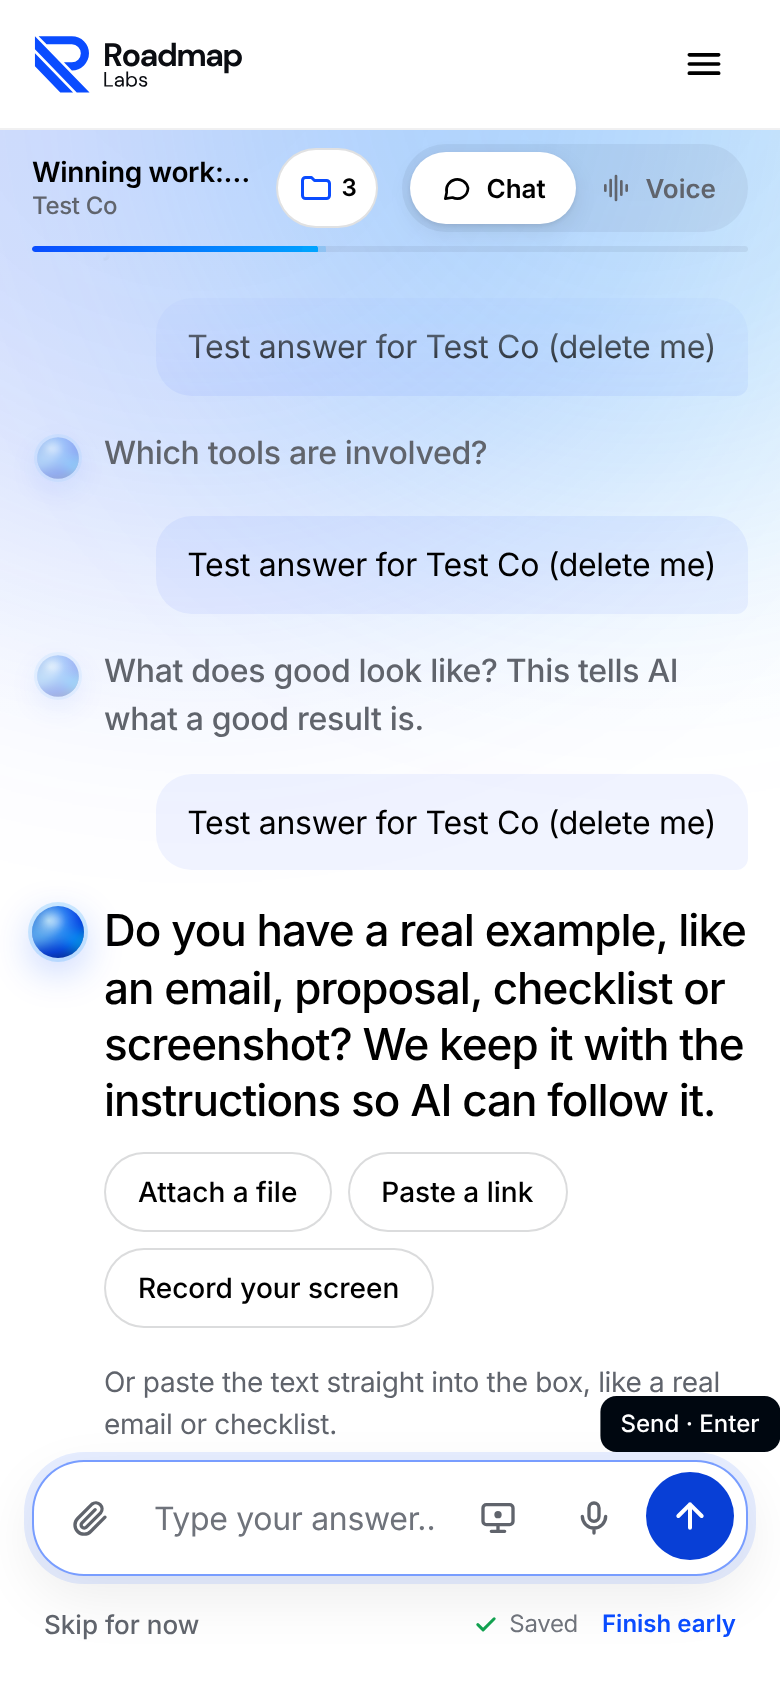 Roadmap
Labs
Winning work:...
Test Co
3
Chat
Voice
Test answer for Test Co (delete me)
Which tools are involved?
Test answer for Test Co (delete me)
What does good look like? This tells AI
what a good result is.
Test answer for Test Co (delete me)
Do you have a real example, like
an email, proposal, checklist or
screenshot? We keep it with the
instructions so AI can follow it.
Attach a file
Paste a link
Record your screen
Or paste the text straight into the box, like a real
email or checklist.
Send · Enter
Type your answer..
Skip for now
Saved
Finish early